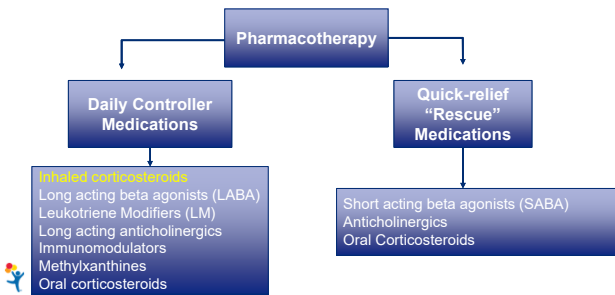 Pharmacotherapy
Daily Controller
Medications
Inhaled corticosteroids
Long acting beta agonists (LABA)
Leukotriene Modifiers (LM)
Long acting anticholinergics
Immunomodulators
Methylxanthines
Oral corticosteroids
Quick-relief
“Rescue”
Medications
Short acting beta agonists (SABA)
Anticholinergics
Oral Corticosteroids